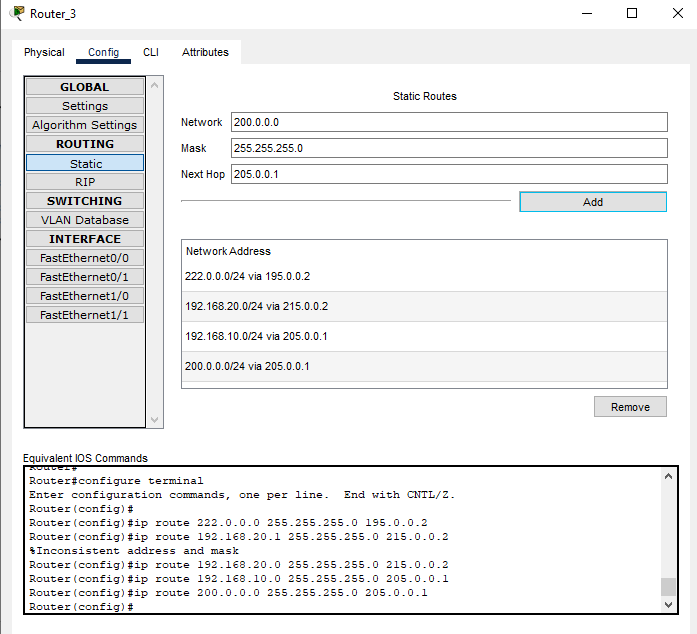 Router_3
Physical Config CLI Attributes
GLOBAL
Settings
Algorithm Settings
ROUTING
Static
RIP
SWITCHING
VLAN Database
INTERFACE
FastEthernet0/0
FastEthernet0/1
FastEthernet1/0
FastEthernet1/1
Static Routes
Network 200.0.0.0
Mask 255.255.255.0
Next Hop 205.0.0.1
Add
Network Address
222.0.0.0/24 via 195.0.0.2
192.168.20.0/24 via 215.0.0.2
192.168.10.0/24 via 205.0.0.1
200.0.0.0/24 via 205.0.0.1
Remove
Equivalent IOS Commands
Router#
Router#configure terminal
Enter configuration commands, one per line. End with CNTL/Z.
Router(config)#
Router(config)#ip route 222.0.0.0 255.255.255.0 195.0.0.2
Router(config)#ip route 192.168.20.1 255.255.255.0 215.0.0.2
%Inconsistent address and mask
Router(config)#ip route 192.168.20.0 255.255.255.0 215.0.0.2
Router(config)#ip route 192.168.10.0 255.255.255.0 205.0.0.1
Router(config)#ip route 200.0.0.0 255.255.255.0 205.0.0.1
Router(config)#